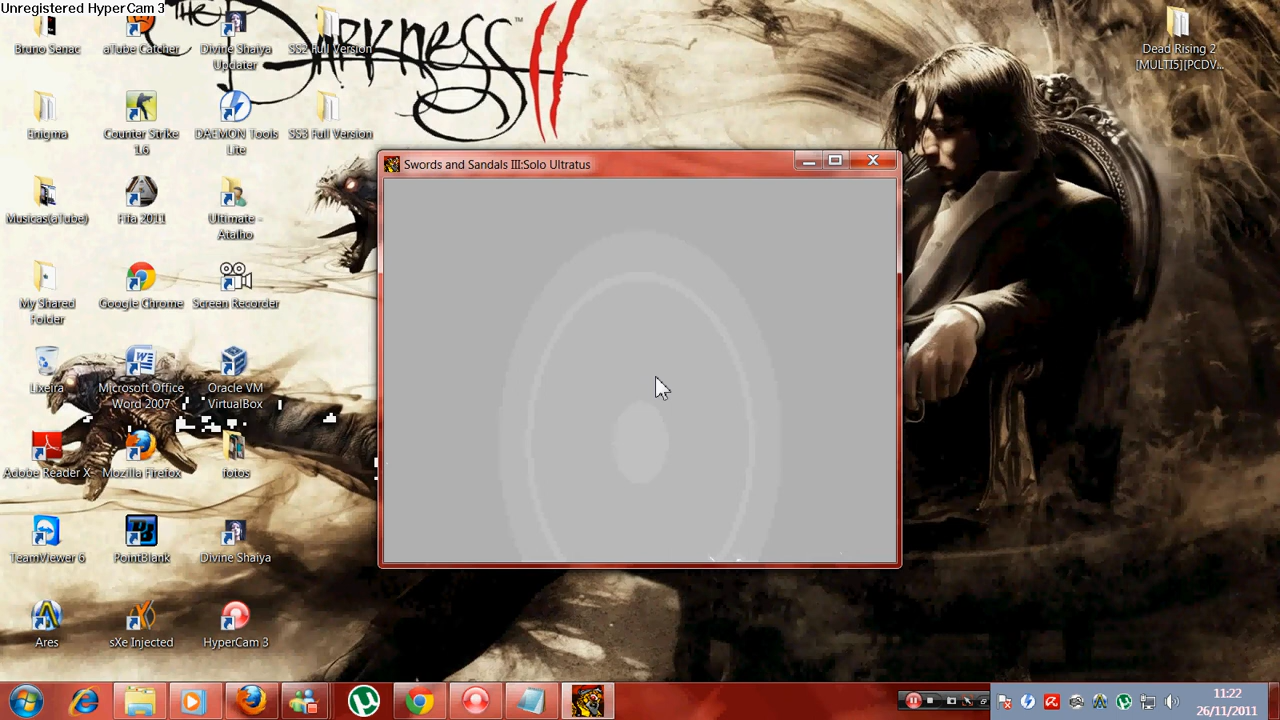 Unregistered HyperCam 3
The Darkness II
™
Bruno Senac
aTube Catcher
Divine Shaiya
Updater
SS2 Full Version
Dead Rising 2
[MULTI5][PCDV...
Enigma
Counter Strike
1.6
DAEMON Tools
Lite
SS3 Full Version
Swords and Sandals III:Solo Ultratus
Musicas(aTube)
Fifa 2011
Ultimate -
Atalho
My Shared
Folder
Google Chrome
Screen Recorder
Lixeira
Microsoft Office
Word 2007
Oracle VM
VirtualBox
Adobe Reader X
Mozilla Firefox
fotos
TeamViewer 6
PointBlank
Divine Shaiya
Ares
sXe Injected
HyperCam 3
11:22
26/11/2011